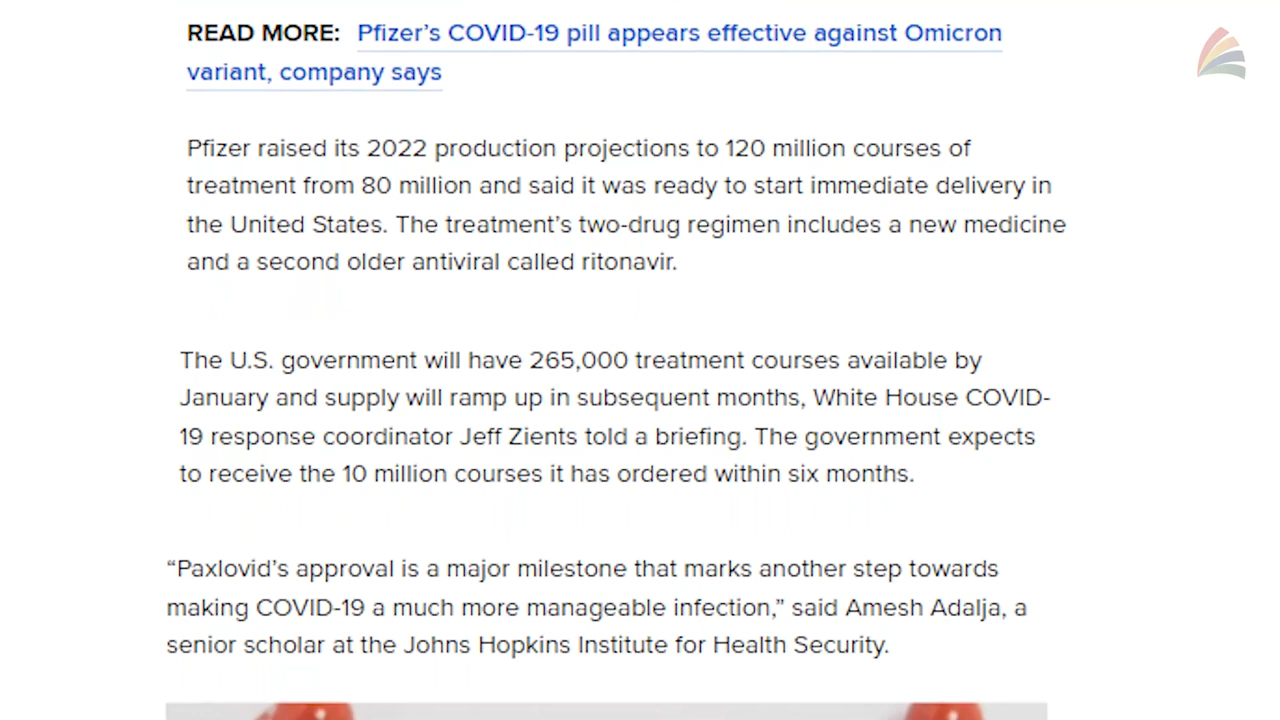 READ MORE: Pfizer’s COVID-19 pill appears effective against Omicron
variant, company says
Pfizer raised its 2022 production projections to 120 million courses of
treatment from 80 million and said it was ready to start immediate delivery in
the United States. The treatment’s two-drug regimen includes a new medicine
and a second older antiviral called ritonavir.
The U.S. government will have 265,000 treatment courses available by
January and supply will ramp up in subsequent months, White House COVID-
19 response coordinator Jeff Zients told a briefing. The government expects
to receive the 10 million courses it has ordered within six months.
“Paxlovid’s approval is a major milestone that marks another step towards
making COVID-19 a much more manageable infection,” said Amesh Adalja, a
senior scholar at the Johns Hopkins Institute for Health Security.